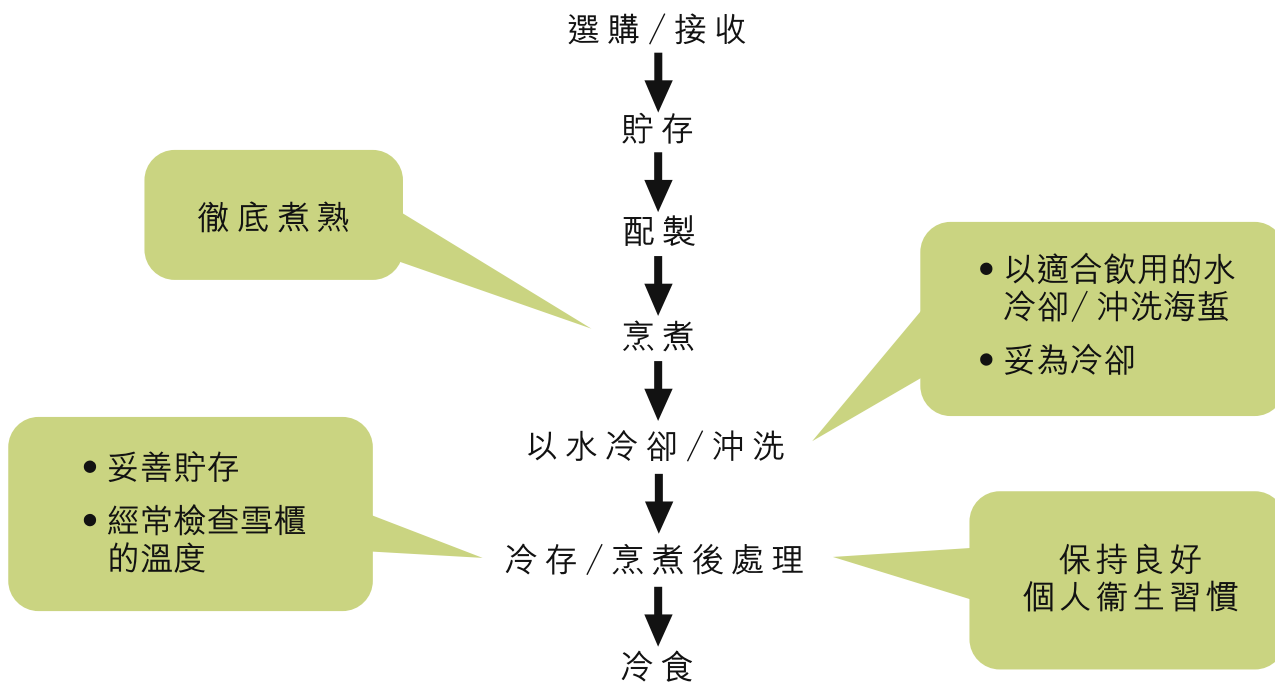 選購/接收
貯存
徹底煮熟
配製
• 以適合飲用的水
冷卻/沖洗海蜇
• 妥為冷卻
烹煮
以水冷卻/沖洗
• 妥善貯存
• 經常檢查雪櫃
的溫度
冷存/烹煮後處理
保持良好
個人衞生習慣
冷食